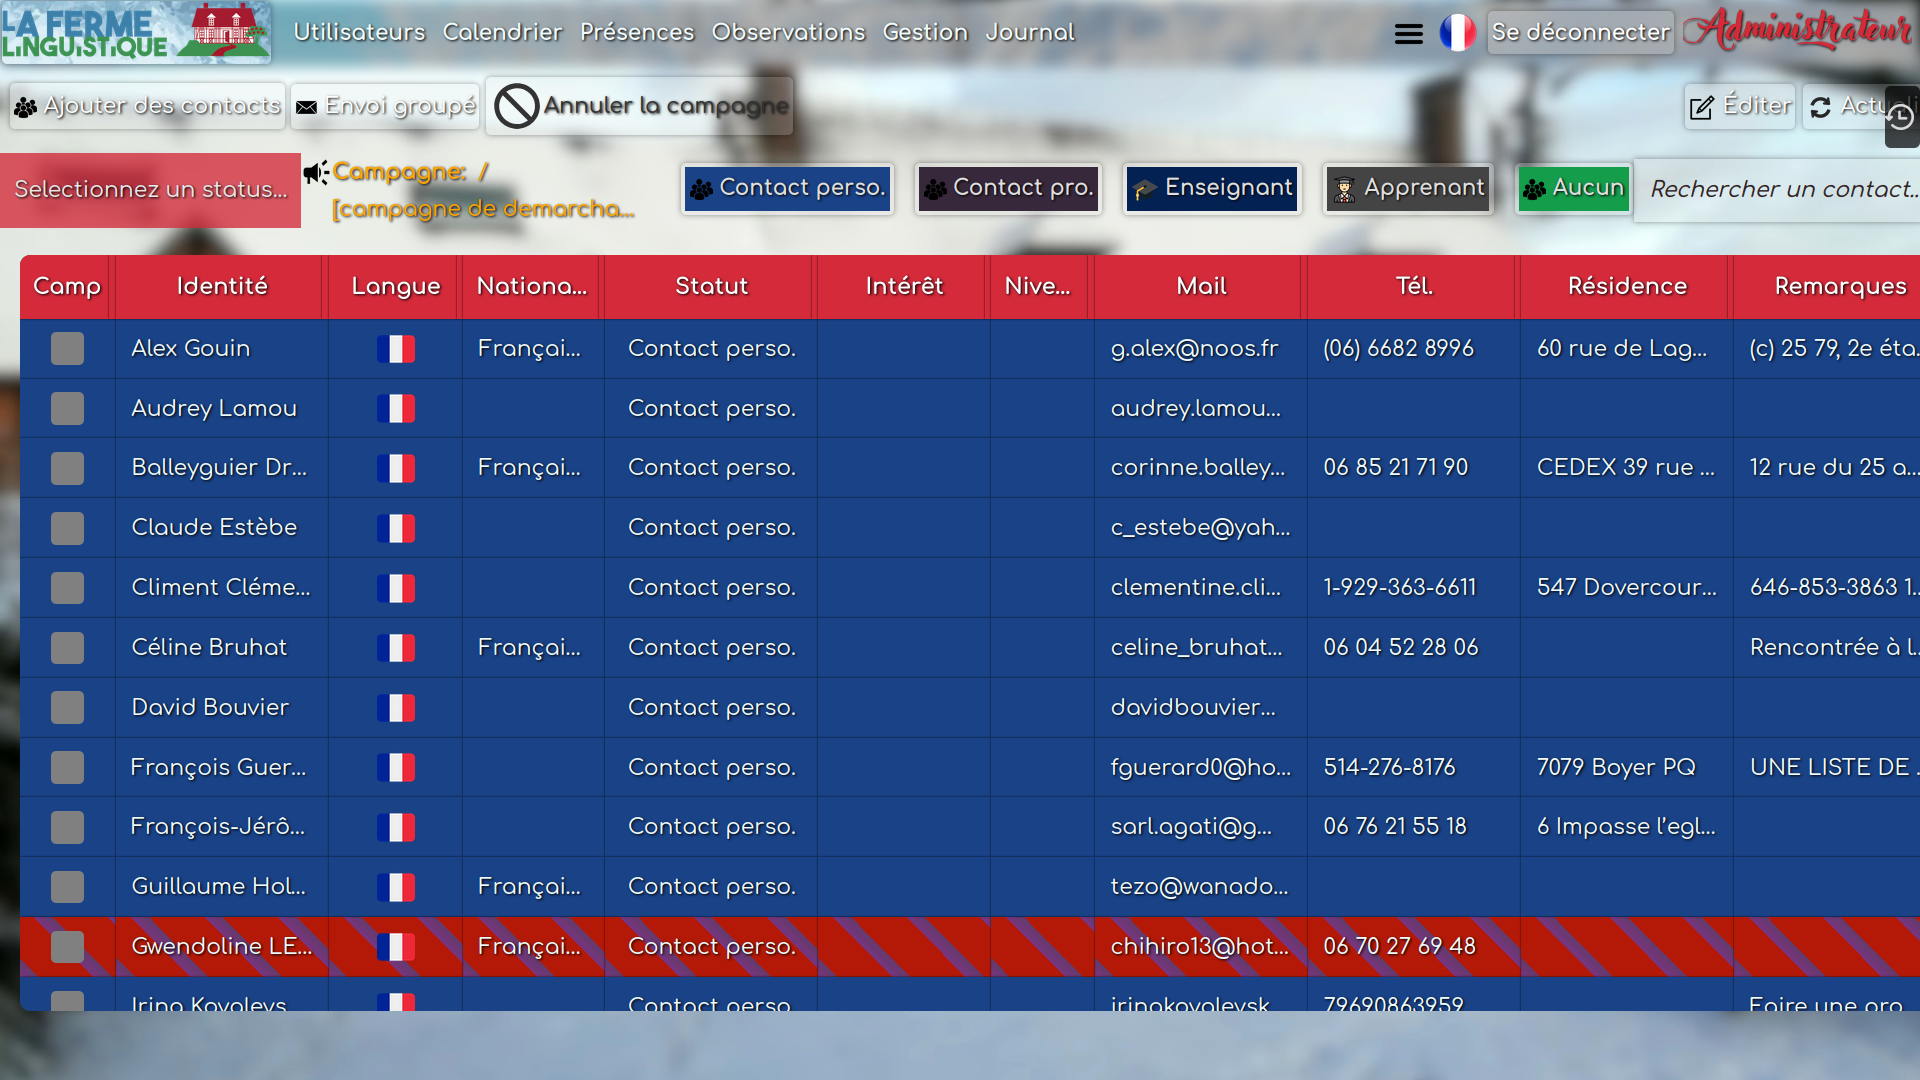 LA FERME
LiNGUiSTiQUE
Utilisateurs Calendrier Présences Observations Gestion Journal
Se déconnecter
Administrateur
Ajouter des contacts
Envoi groupé
Annuler la campagne
Éditer
Selectionnez un status...
Campagne: /
[campagne de demarcha...
Contact perso.
Contact pro.
Enseignant
Apprenant
Aucun
Rechercher un contact..
Camp Identité Langue Nationa... Statut Intérêt Nive... Mail Tél. Résidence Remarques
Alex Gouin Françai... Contact perso. g.alex@noos.fr (06) 6682 8996 60 rue de Lag... (c) 25 79, 2e éta..
Audrey Lamou Contact perso. audrey.lamou...
Balleyguier Dr... Françai... Contact perso. corinne.balley... 06 85 21 71 90 CEDEX 39 rue ... 12 rue du 25 a...
Claude Estèbe Contact perso. c_estebe@yah...
Climent Cléme... Contact perso. clementine.cli... 1-929-363-6611 547 Dovercour... 646-853-3863 1..
Céline Bruhat Françai... Contact perso. celine_bruhat... 06 04 52 28 06 Rencontrée à l..
David Bouvier Contact perso. davidbouvier...
François Guer... Contact perso. fguerard0@ho... 514-276-8176 7079 Boyer PQ UNE LISTE DE .
François-Jérô... Contact perso. sarl.agati@g... 06 76 21 55 18 6 Impasse l’egl...
Guillaume Hol... Françai... Contact perso. tezo@wanado...
Gwendoline LE... Françai... Contact perso. chihiro13@hot... 06 70 27 69 48
Irina Kovalevs Contact perso. irinakovalevsk 79690863959 Faire une pro